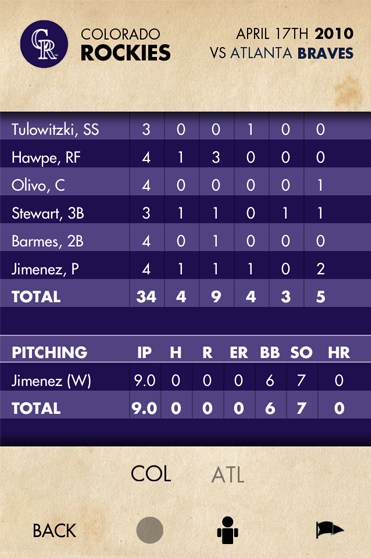 CR
COLORADO
ROCKIES
APRIL 17TH 2010
VS ATLANTA BRAVES
Tulowitzki, SS 3 0 0 1 0 0
Hawpe, RF 4 1 3 0 0 0
Olivo, C 4 0 0 0 0 1
Stewart, 3B 3 1 1 0 1 1
Barmes, 2B 4 0 1 0 0 0
Jimenez, P 4 1 1 1 0 2
TOTAL 34 4 9 4 3 5
PITCHING IP H R ER BB SO HR
Jimenez (W) 9.0 0 0 0 6 7 0
TOTAL 9.0 0 0 0 6 7 0
COL ATL
BACK